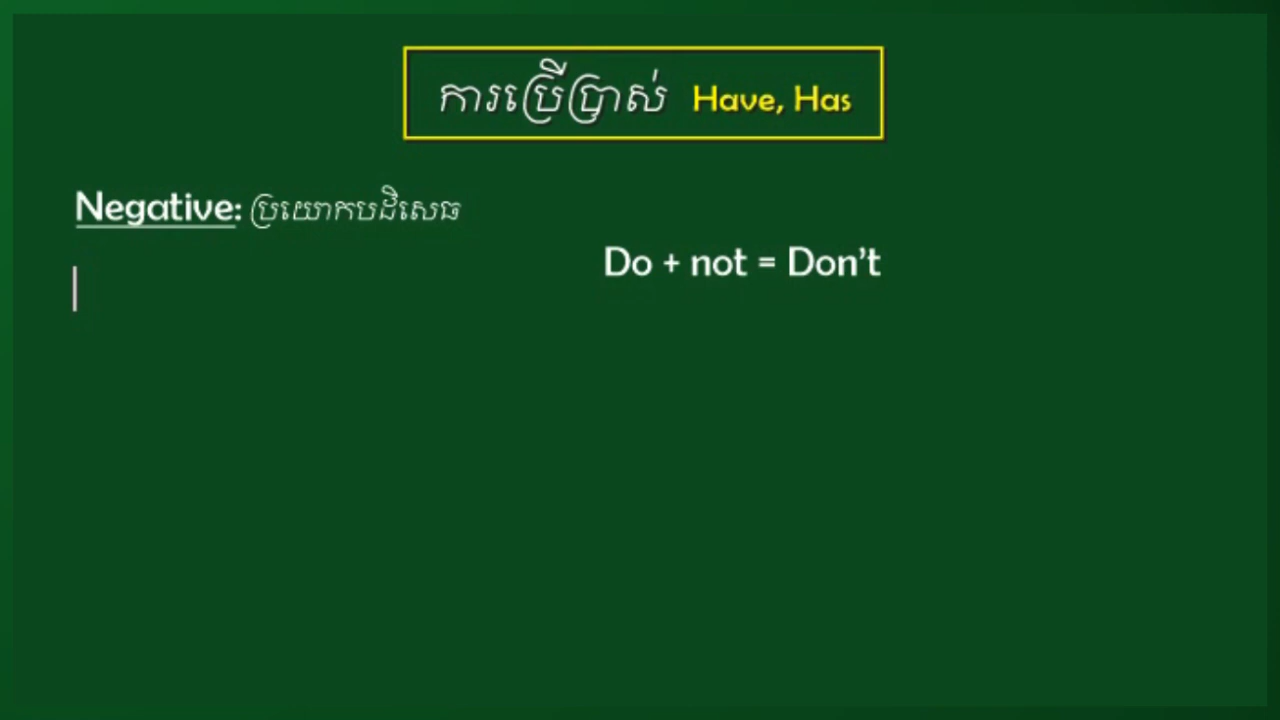 ការប្រើប្រាស់ Have, Has
Negative: ប្រយោគបដិសេធ
Do + not = Don’t